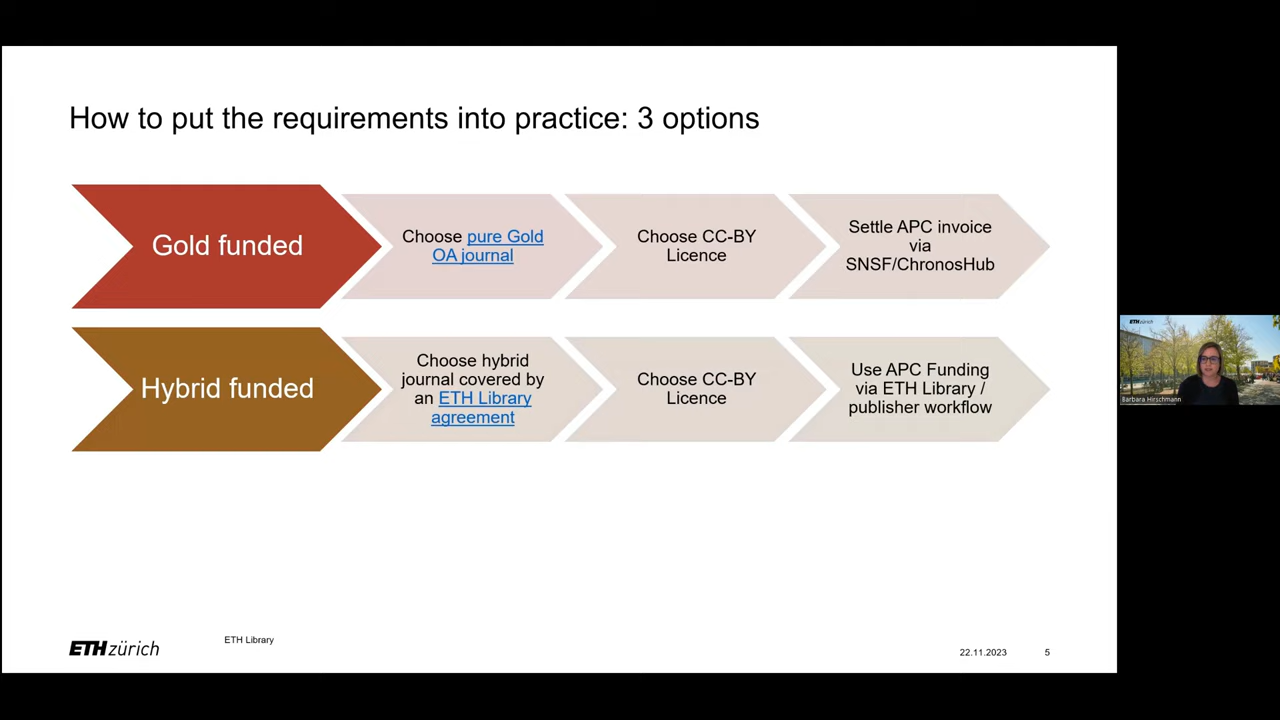 How to put the requirements into practice: 3 options
Gold funded
Choose pure Gold
OA journal
Choose CC-BY
Licence
Settle APC invoice
via
SNSF/ChronosHub
Hybrid funded
Choose hybrid
journal covered by
an ETH Library
agreement
Choose CC-BY
Licence
Use APC Funding
via ETH Library /
publisher workflow
ETH zürich
Barbara Hirschmann
ETH zürich
ETH Library
22.11.2023
5